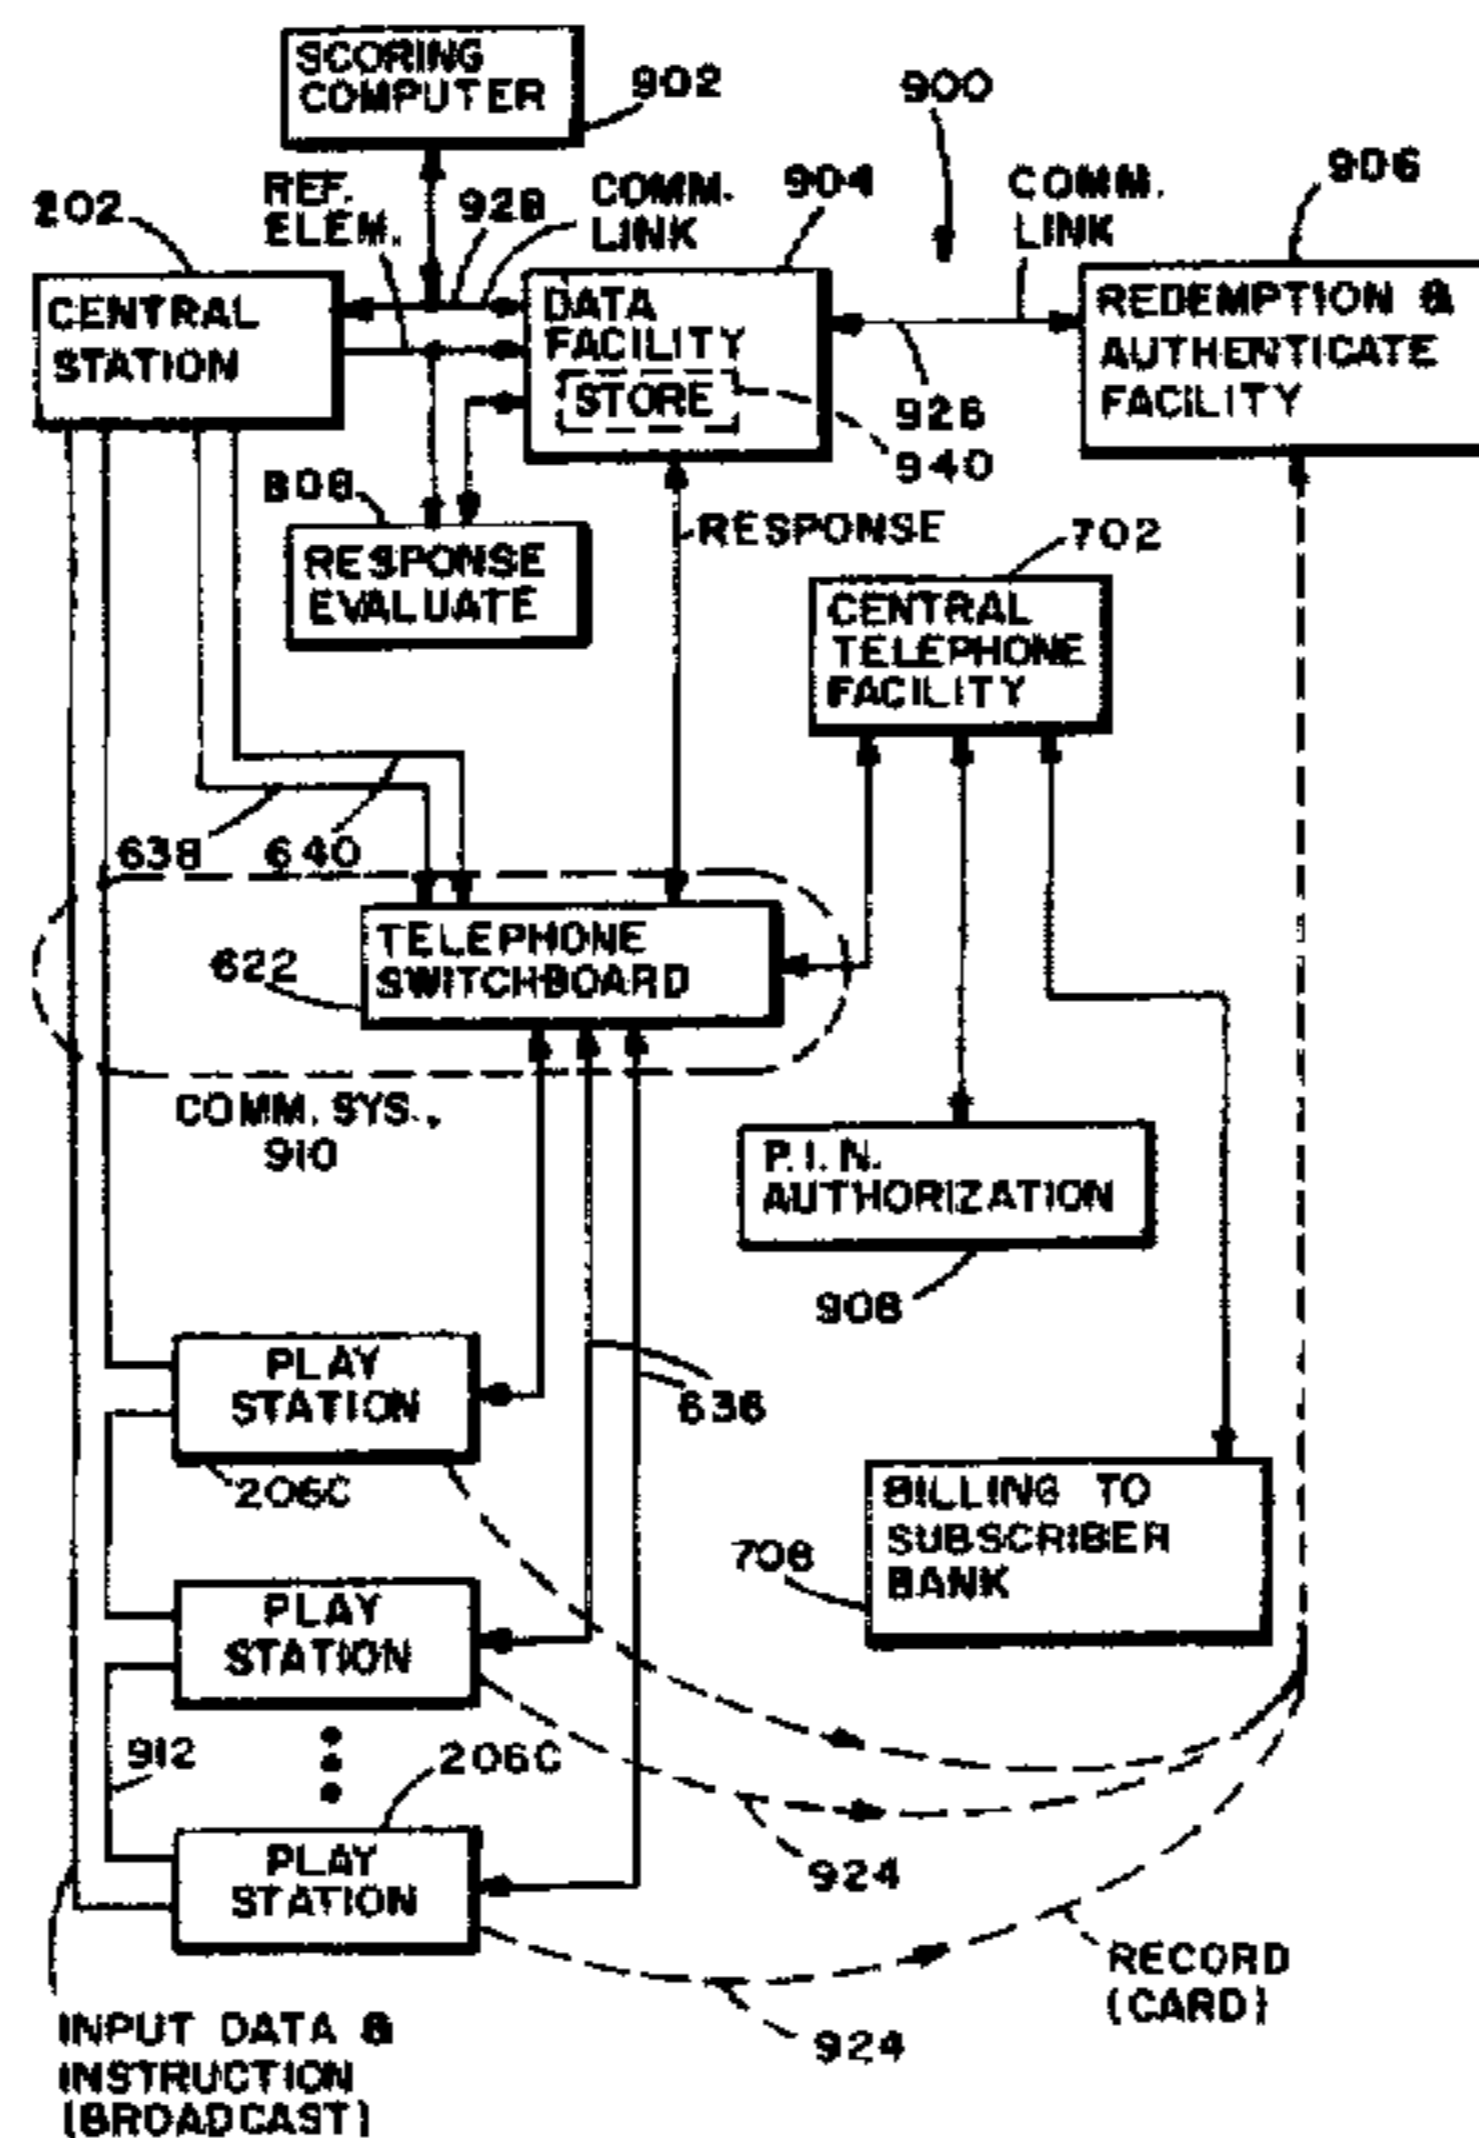 SCORING
COMPUTER
902
900
906
202
REF.
ELEM.
928
COMM.
LINK
904
COMM.
LINK
CENTRAL
STATION
DATA
FACILITY
STORE
REDEMPTION &
AUTHENTICATE
FACILITY
926
940
808
RESPONSE
EVALUATE
RESPONSE
702
CENTRAL
TELEPHONE
FACILITY
638
640
622
TELEPHONE
SWITCHBOARD
COMM. SYS.,
910
P.I.N.
AUTHORIZATION
908
PLAY
STATION
636
206C
BILLING TO
SUBSCRIBER
BANK
708
PLAY
STATION
912
206C
PLAY
STATION
924
RECORD
(CARD)
924
INPUT DATA &
INSTRUCTION
(BROADCAST)